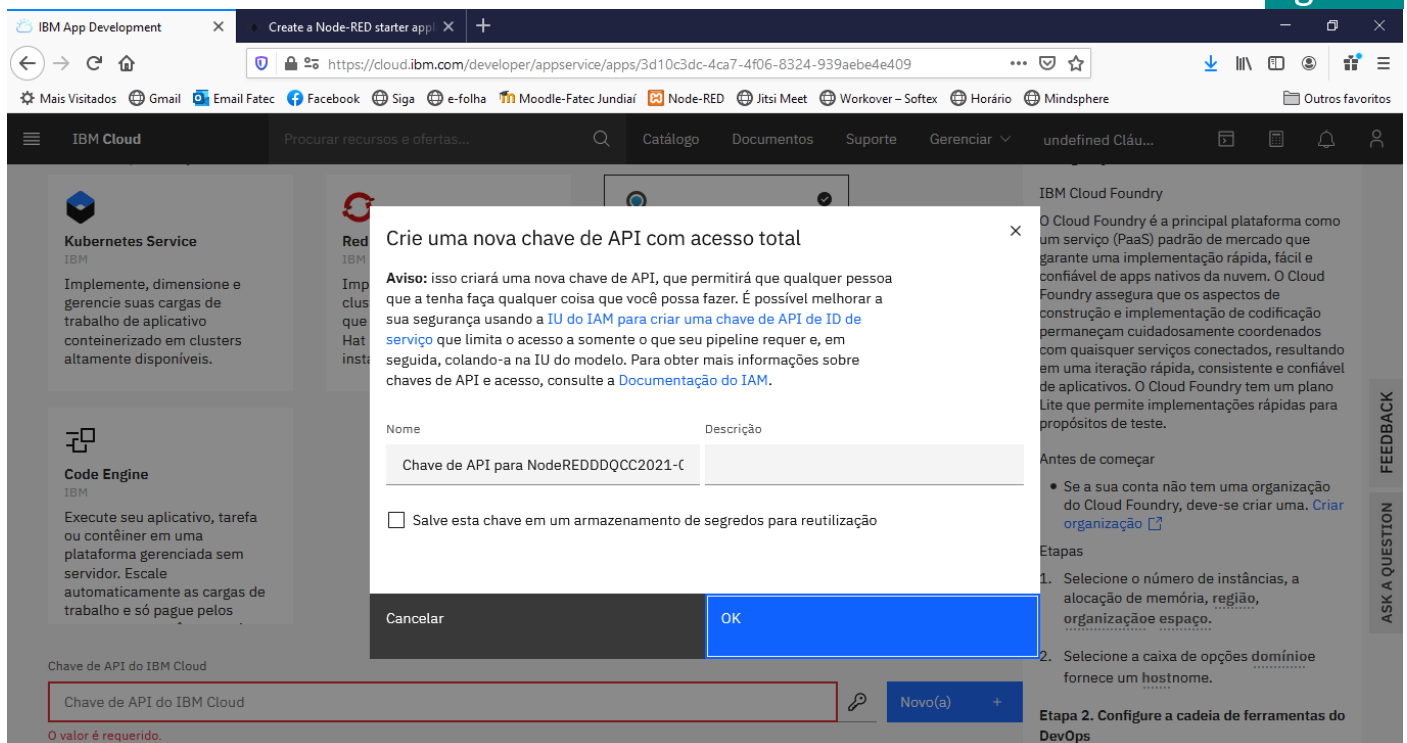 IBM App Development
Create a Node-RED starter appl
https://cloud.ibm.com/developer/appservice/apps/3d10c3dc-4ca7-4f06-8324-939aebe4e409
Mais Visitados
Gmail
Email Fatec
Facebook
Siga
e-folha
Moodle-Fatec Jundiaí
Node-RED
Jitsi Meet
Workover – Softex
Horário
Mindsphere
Outros favoritos
IBM Cloud
Procurar recursos e ofertas...
Catálogo
Documentos
Suporte
Gerenciar
undefined Cláu...
Kubernetes Service
IBM
Implemente, dimensione e
gerencie suas cargas de
trabalho de aplicativo
conteinerizado em clusters
altamente disponíveis.
Red
IBM
Imp
clus
que
Hat
insta
Code Engine
IBM
Execute seu aplicativo, tarefa
ou contêiner em uma
plataforma gerenciada sem
servidor. Escale
automaticamente as cargas de
trabalho e só pague pelos
Crie uma nova chave de API com acesso total
Aviso: isso criará uma nova chave de API, que permitirá que qualquer pessoa
que a tenha faça qualquer coisa que você possa fazer. É possível melhorar a
sua segurança usando a IU do IAM para criar uma chave de API de ID de
serviço que limita o acesso a somente o que seu pipeline requer e, em
seguida, colando-a na IU do modelo. Para obter mais informações sobre
chaves de API e acesso, consulte a Documentação do IAM.
Nome
Descrição
Chave de API para NodeREDDDQCC2021-0
Salve esta chave em um armazenamento de segredos para reutilização
Cancelar
OK
Chave de API do IBM Cloud
Chave de API do IBM Cloud
Novo(a) +
O valor é requerido.
IBM Cloud Foundry
O Cloud Foundry é a principal plataforma como
um serviço (PaaS) padrão de mercado que
garante uma implementação rápida, fácil e
confiável de apps nativos da nuvem. O Cloud
Foundry assegura que os aspectos de
construção e implementação de codificação
permaneçam cuidadosamente coordenados
com quaisquer serviços conectados, resultando
em uma iteração rápida, consistente e confiável
de aplicativos. O Cloud Foundry tem um plano
Lite que permite implementações rápidas para
propósitos de teste.
Antes de começar
• Se a sua conta não tem uma organização
do Cloud Foundry, deve-se criar uma. Criar
organização
Etapas
1. Selecione o número de instâncias, a
alocação de memória, região,
organizaçãoe espaço.
2. Selecione a caixa de opções domínioe
fornece um hostnome.
Etapa 2. Configure a cadeia de ferramentas do
DevOps
FEEDBACK
ASK A QUESTION